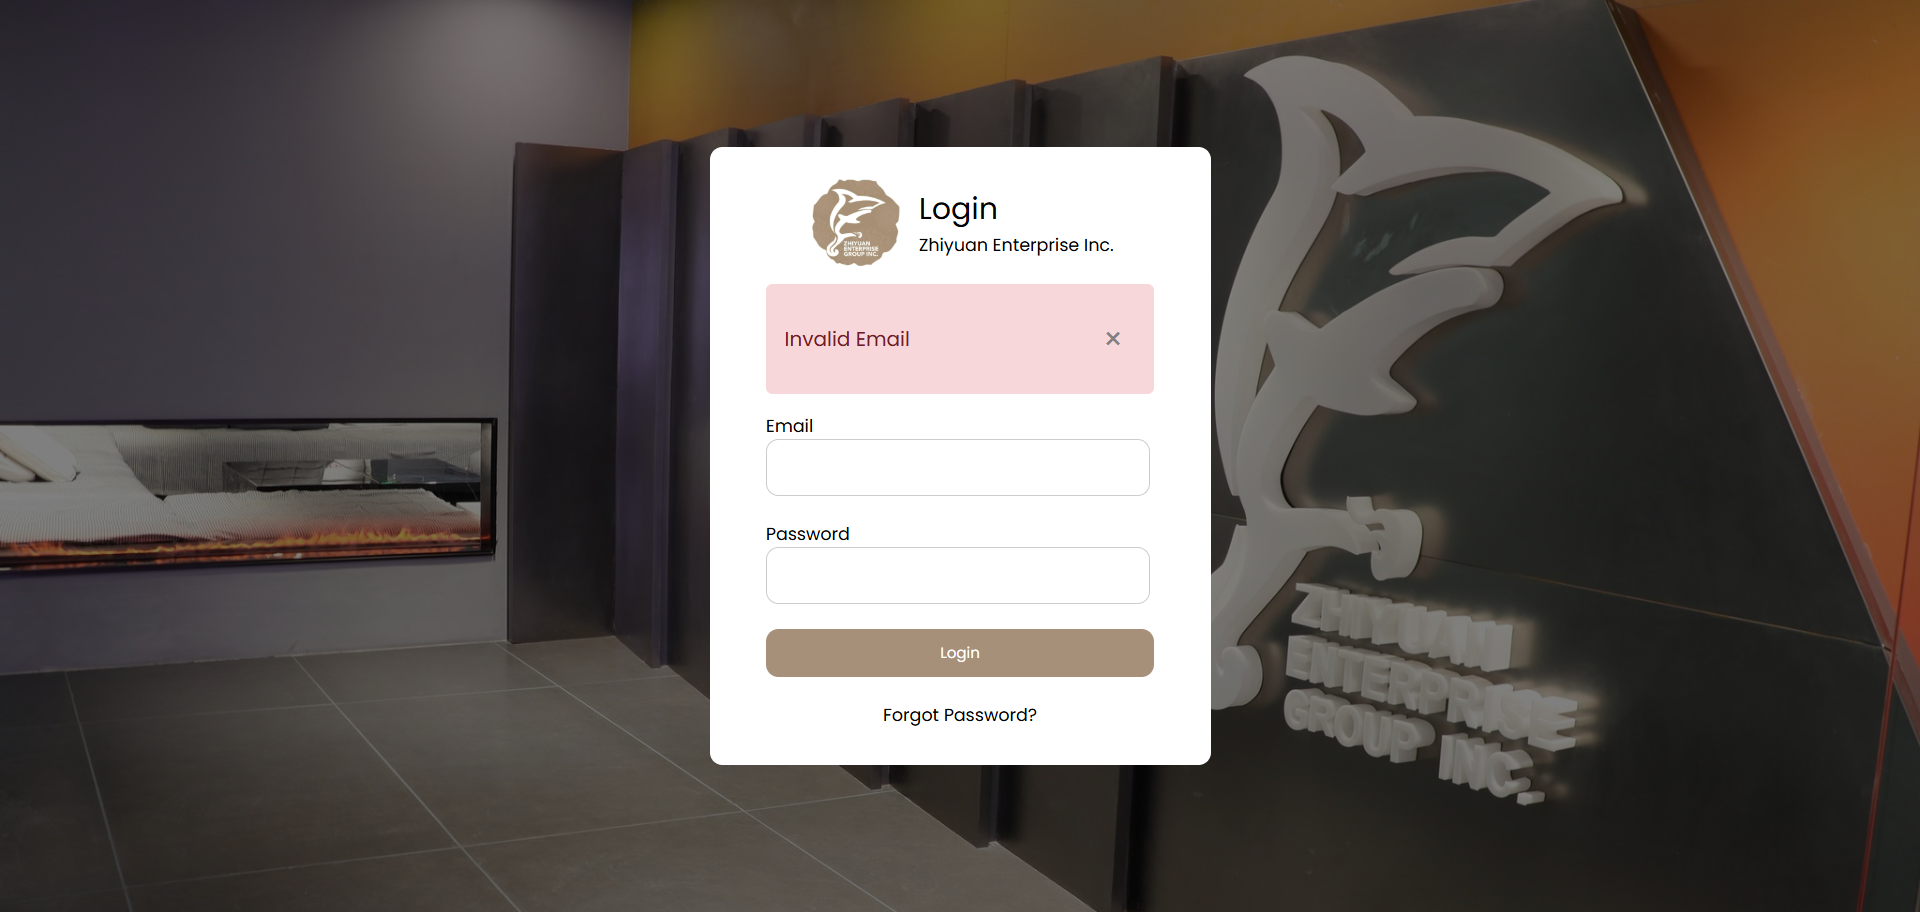 ZHIYUAN
ENTERPRISE
GROUP INC.
Login
Zhiyuan Enterprise Inc.
Invalid Email
×
Email
Password
Login
Forgot Password?
ZHIYUAN
ENTERPRISE
GROUP INC.